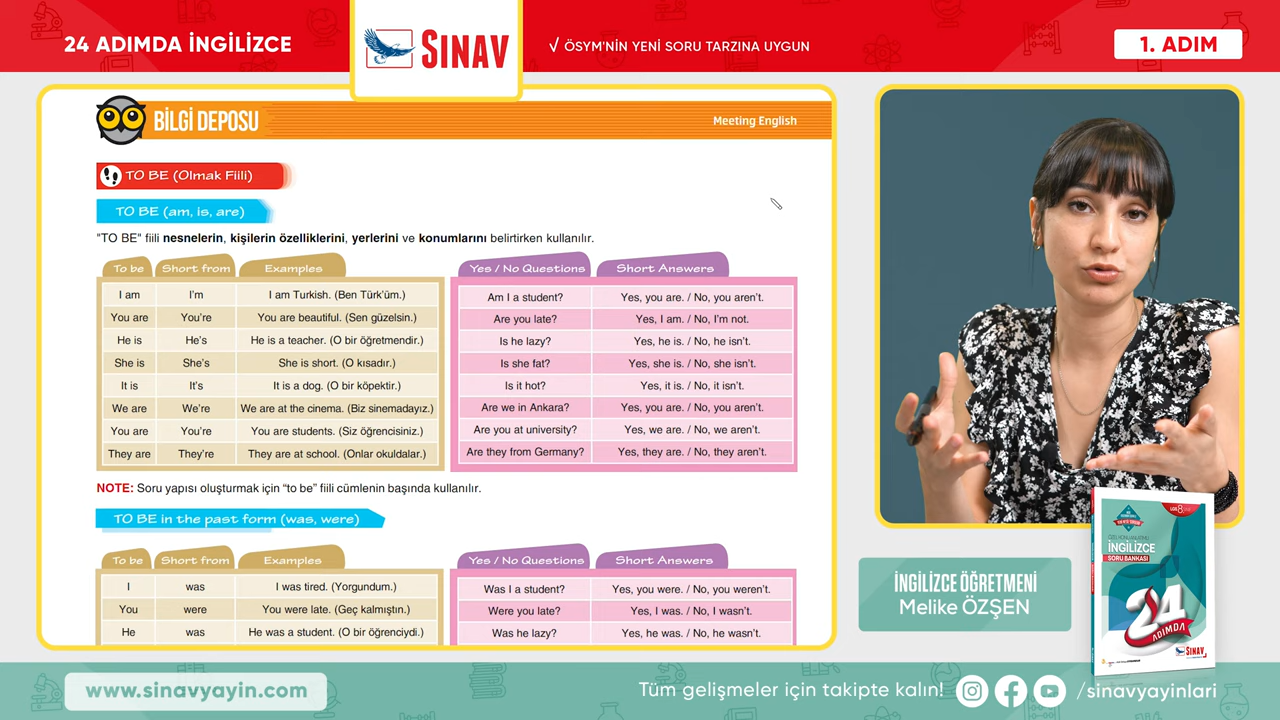 24 ADIMDA İNGİLİZCE
SINAV
√ ÖSYM'NİN YENİ SORU TARZINA UYGUN
1. ADIM
BİLGİ DEPOSU
Meeting English
TO BE (Olmak Fiili)
TO BE (am, is, are)
"TO BE" fiili nesnelerin, kişilerin özelliklerini, yerlerini ve konumlarını belirtirken kullanılır.
To be Short from Examples
I am I'm I am Turkish. (Ben Türk'üm.)
You are You're You are beautiful. (Sen güzelsin.)
He is He's He is a teacher. (O bir öğretmendir.)
She is She's She is short. (O kısadır.)
It is It's It is a dog. (O bir köpektir.)
We are We're We are at the cinema. (Biz sinemadayız.)
You are You're You are students. (Siz öğrencisiniz.)
They are They're They are at school. (Onlar okuldalar.)
Yes / No Questions Short Answers
Am I a student? Yes, you are. / No, you aren't.
Are you late? Yes, I am. / No, I'm not.
Is he lazy? Yes, he is. / No, he isn't.
Is she fat? Yes, she is. / No, she isn't.
Is it hot? Yes, it is. / No, it isn't.
Are we in Ankara? Yes, you are. / No, you aren't.
Are you at university? Yes, we are. / No, we aren't.
Are they from Germany? Yes, they are. / No, they aren't.
NOTE: Soru yapısı oluşturmak için “to be” fiili cümlenin başında kullanılır.
TO BE in the past form (was, were)
To be Short from Examples
I was I was tired. (Yorgundum.)
You were You were late. (Geç kalmıştın.)
He was He was a student. (O bir öğrenciydi.)
Yes / No Questions Short Answers
Was I a student? Yes, you were. / No, you weren't.
Were you late? Yes, I was. / No, I wasn't.
Was he lazy? Yes, he was. / No, he wasn't.
İNGİLİZCE ÖĞRETMENİ
Melike ÖZŞEN
LGS 8
İNGİLİZCE
SORU BANKASI
24
ADIMDA
SINAV
www.sinavyayin.com
Tüm gelişmeler için takipte kalın!
/sinavyayinlari